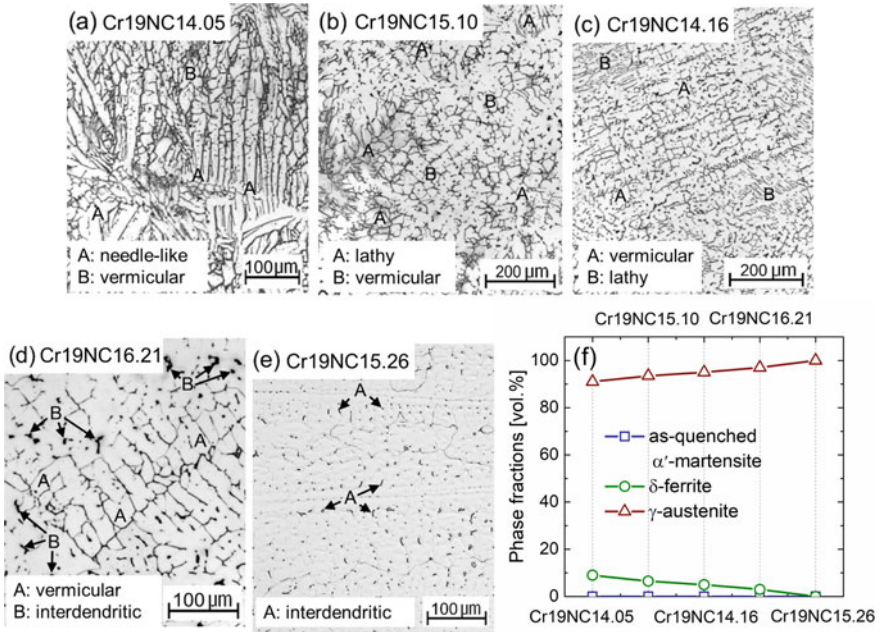 (a) Cr19NC14.05
B
A
A
A
A: needle-like
B: vermicular
100µm
(b) Cr19NC15.10
A
A
B
A
B
A
A
A: lathy
B: vermicular
200 µm
(c) Cr19NC14.16
B
A
A
B
A: vermicular
B: lathy
200 µm
(d) Cr19NC16.21
B
B
A
A
A
B
A: vermicular
B: interdendritic
100 µm
(e) Cr19NC15.26
A
A
A: interdendritic
100 µm
Cr19NC15.10 Cr19NC16.21
(f)
Phase fractions [vol.%]
100
80
60
40
20
0
as-quenched
α′-martensite
δ-ferrite
γ-austenite
Cr19NC14.05 Cr19NC14.16 Cr19NC15.26